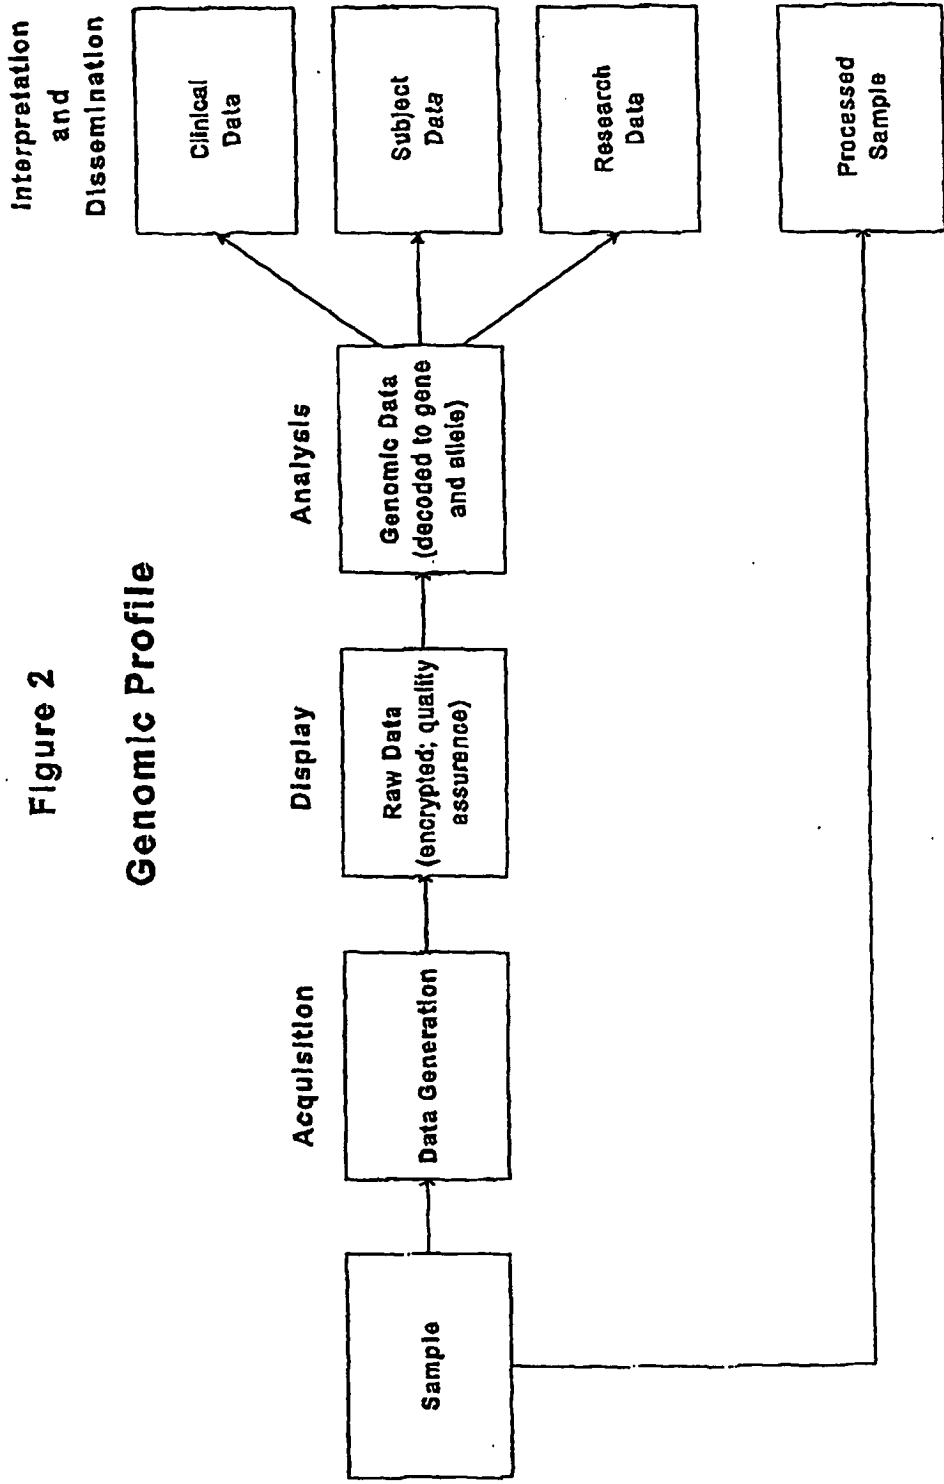 Figure 2
Genomic Profile
Acquisition
Display
Analysis
Interpretation
and
Dissemination
Sample
Data Generation
Raw Data
(encrypted; quality
assurence)
Genomic Data
(decoded to gene
and allele)
Clinical
Data
Subject
Data
Research
Data
Processed
Sample